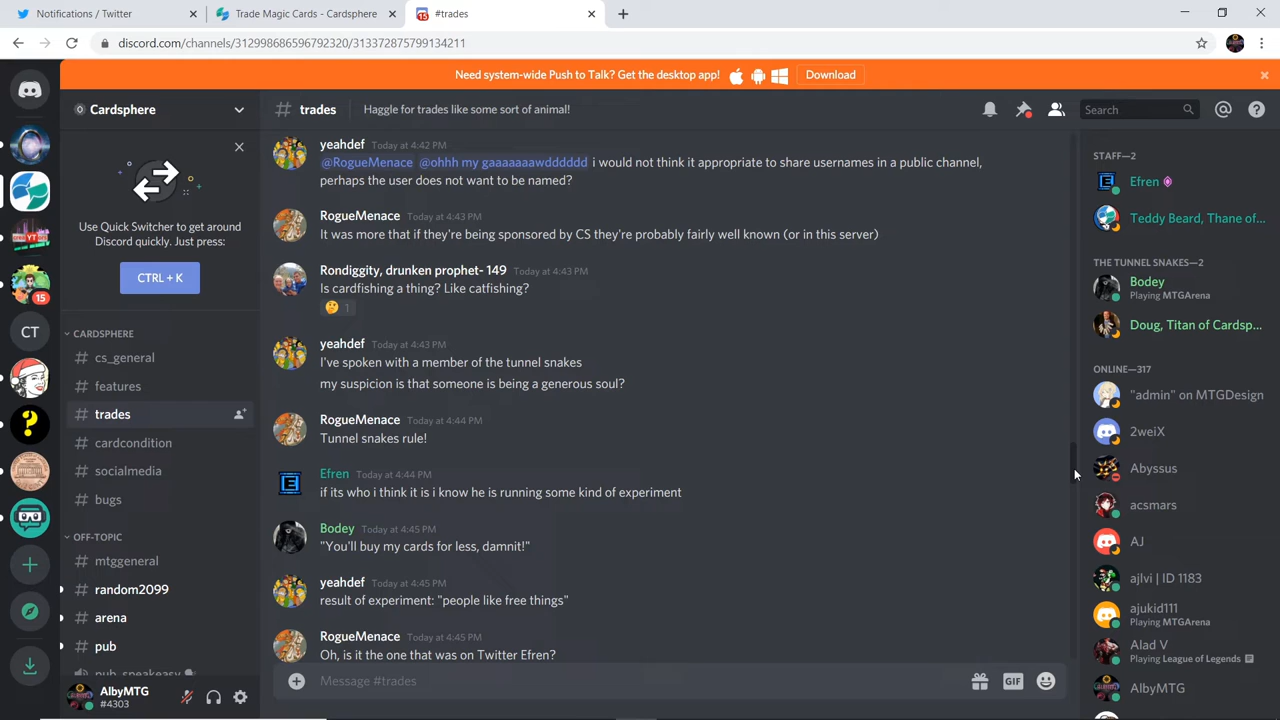 Notifications / Twitter
Trade Magic Cards - Cardsphere
15
#trades
discord.com/channels/312998686596792320/313372875799134211
Need system-wide Push to Talk? Get the desktop app!
Download
Cardsphere
trades
Haggle for trades like some sort of animal!
Search
Use Quick Switcher to get around
Discord quickly. Just press:
CTRL + K
CARDSPHERE
cs_general
features
trades
cardcondition
socialmedia
bugs
OFF-TOPIC
mtggeneral
random2099
arena
pub
pub_speakeasy
AlbyMTG
#4303
YT
15
CT
yeahdef Today at 4:42 PM
@RogueMenace @ohhh my gaaaaaaawdddddd i would not think it appropriate to share usernames in a public channel,
perhaps the user does not want to be named?
RogueMenace Today at 4:43 PM
It was more that if they're being sponsored by CS they're probably fairly well known (or in this server)
Rondiggity, drunken prophet- 149 Today at 4:43 PM
Is cardfishing a thing? Like catfishing?
1
yeahdef Today at 4:43 PM
I've spoken with a member of the tunnel snakes
my suspicion is that someone is being a generous soul?
RogueMenace Today at 4:44 PM
Tunnel snakes rule!
Efren Today at 4:44 PM
if its who i think it is i know he is running some kind of experiment
Bodey Today at 4:45 PM
"You'll buy my cards for less, damnit!"
yeahdef Today at 4:45 PM
result of experiment: "people like free things"
RogueMenace Today at 4:45 PM
Oh, is it the one that was on Twitter Efren?
Message #trades
GIF
STAFF—2
Efren
Teddy Beard, Thane of...
THE TUNNEL SNAKES—2
Bodey
Playing MTGArena
Doug, Titan of Cardsp...
ONLINE—317
"admin" on MTGDesign
2weiX
Abyssus
acsmars
AJ
ajlvi | ID 1183
ajukid111
Playing MTGArena
Alad V
Playing League of Legends
AlbyMTG